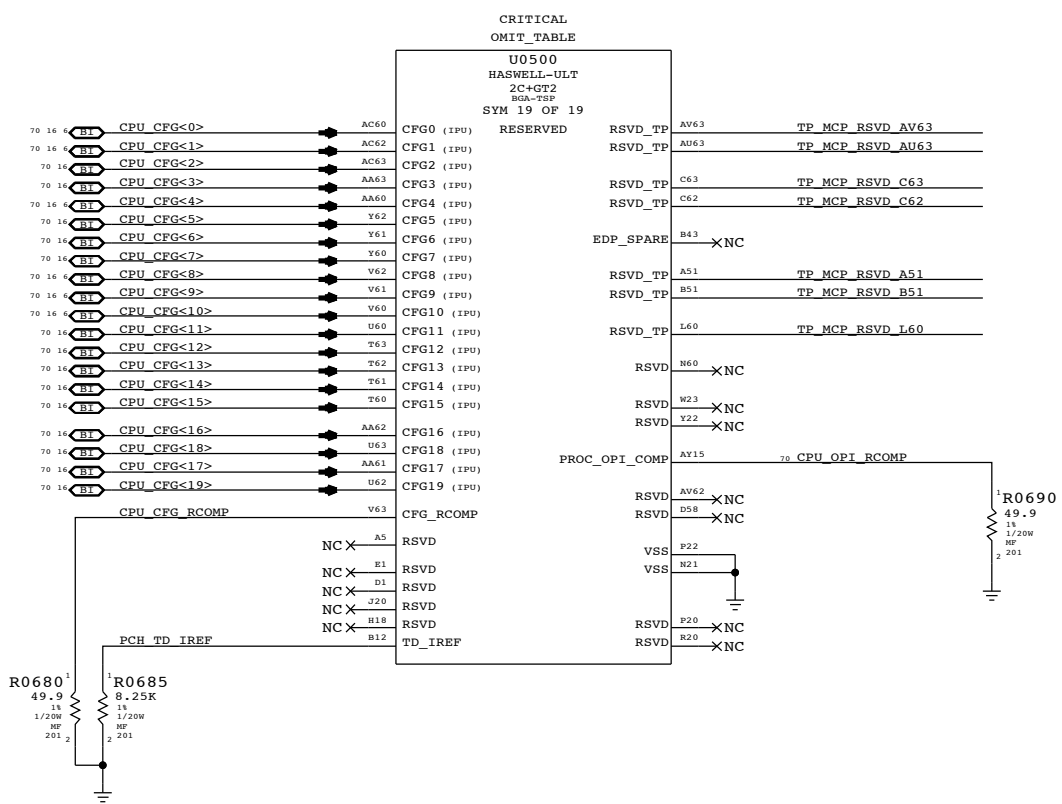 CRITICAL
OMIT_TABLE
U0500
HASWELL-ULT
2C+GT2
BGA-TSP
SYM 19 OF 19
RESERVED
70 16 6 BI CPU_CFG<0> AC60 CFG0 (IPU)
70 16 6 BI CPU_CFG<1> AC62 CFG1 (IPU)
70 16 BI CPU_CFG<2> AC63 CFG2 (IPU)
70 16 6 BI CPU_CFG<3> AA63 CFG3 (IPU)
70 16 6 BI CPU_CFG<4> AA60 CFG4 (IPU)
70 16 BI CPU_CFG<5> Y62 CFG5 (IPU)
70 16 BI CPU_CFG<6> Y61 CFG6 (IPU)
70 16 BI CPU_CFG<7> Y60 CFG7 (IPU)
70 16 6 BI CPU_CFG<8> V62 CFG8 (IPU)
70 16 6 BI CPU_CFG<9> V61 CFG9 (IPU)
70 16 6 BI CPU_CFG<10> V60 CFG10 (IPU)
70 16 BI CPU_CFG<11> U60 CFG11 (IPU)
70 16 BI CPU_CFG<12> T63 CFG12 (IPU)
70 16 BI CPU_CFG<13> T62 CFG13 (IPU)
70 16 BI CPU_CFG<14> T61 CFG14 (IPU)
70 16 BI CPU_CFG<15> T60 CFG15 (IPU)
70 16 BI CPU_CFG<16> AA62 CFG16 (IPU)
70 16 BI CPU_CFG<18> U63 CFG18 (IPU)
70 16 BI CPU_CFG<17> AA61 CFG17 (IPU)
70 16 BI CPU_CFG<19> U62 CFG19 (IPU)
CPU_CFG_RCOMP V63 CFG_RCOMP
NC A5 RSVD
NC E1 RSVD
NC D1 RSVD
NC J20 RSVD
NC H18 RSVD
PCH_TD_IREF B12 TD_IREF
RSVD_TP AV63 TP_MCP_RSVD_AV63
RSVD_TP AU63 TP_MCP_RSVD_AU63
RSVD_TP C63 TP_MCP_RSVD_C63
RSVD_TP C62 TP_MCP_RSVD_C62
EDP_SPARE B43 NC
RSVD_TP A51 TP_MCP_RSVD_A51
RSVD_TP B51 TP_MCP_RSVD_B51
RSVD_TP L60 TP_MCP_RSVD_L60
RSVD N60 NC
RSVD W23 NC
RSVD Y22 NC
PROC_OPI_COMP AY15 70 CPU_OPI_RCOMP
RSVD AV62 NC
RSVD D58 NC
VSS P22
VSS N21
RSVD P20 NC
RSVD R20 NC
1
R0690
49.9
1%
1/20W
MF
201
2
R0680
1
49.9
1%
1/20W
MF
201
2
1
R0685
8.25K
1%
1/20W
MF
201
2